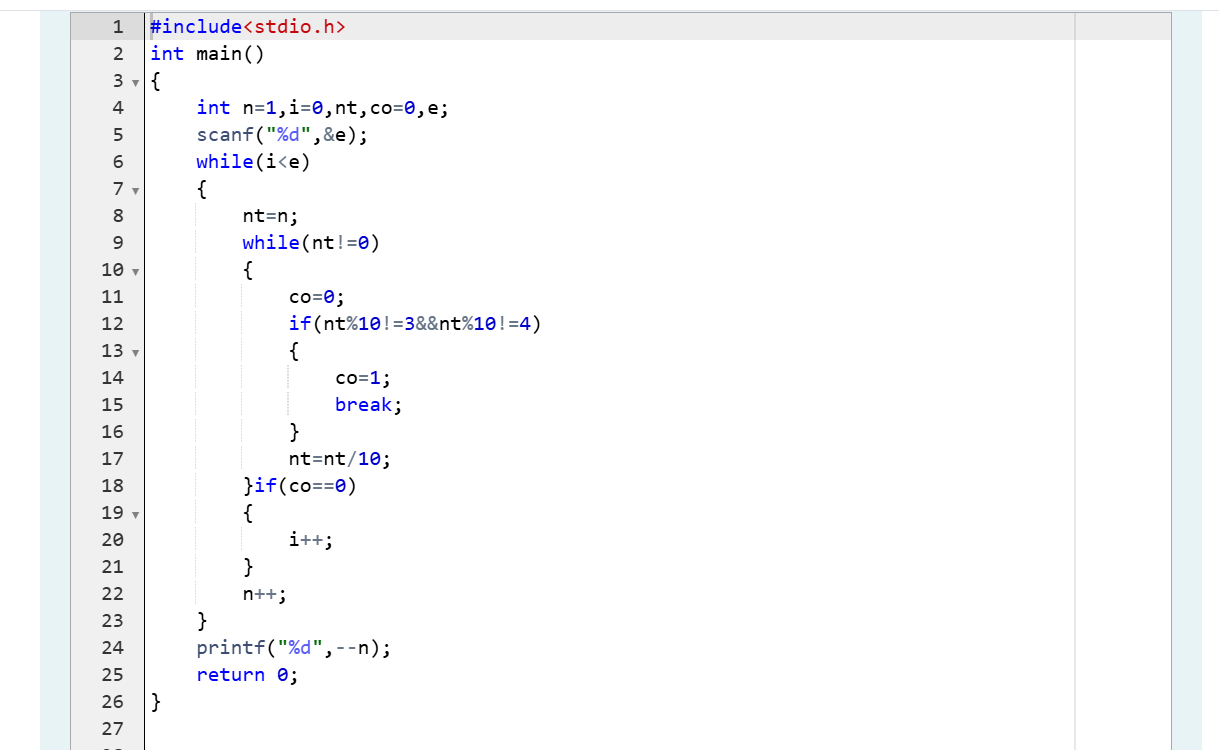 1 #include<stdio.h>
2 int main()
3 {
4     int n=1,i=0,nt,co=0,e;
5     scanf("%d",&e);
6     while(i<e)
7     {
8         nt=n;
9         while(nt!=0)
10         {
11             co=0;
12             if(nt%10!=3&&nt%10!=4)
13             {
14                 co=1;
15                 break;
16             }
17             nt=nt/10;
18         }if(co==0)
19         {
20             i++;
21         }
22         n++;
23     }
24     printf("%d",--n);
25     return 0;
26 }
27